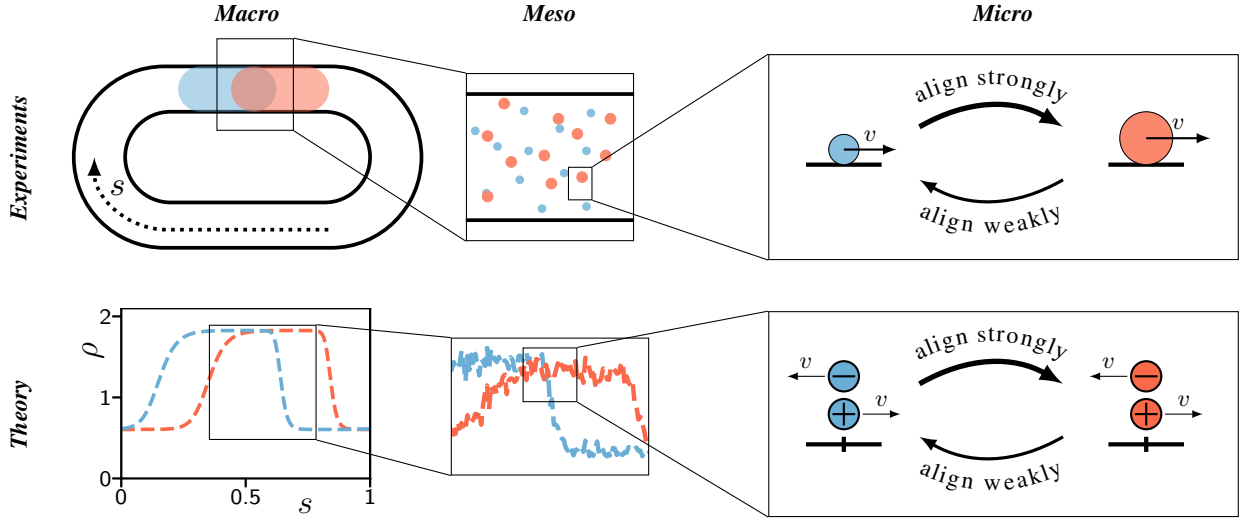 Macro
Meso
Micro
Experiments
s
align strongly
v
v
align weakly
Theory
ρ
2
1
0
0
0.5
1
s
align strongly
v
−
+
v
v
−
+
v
align weakly